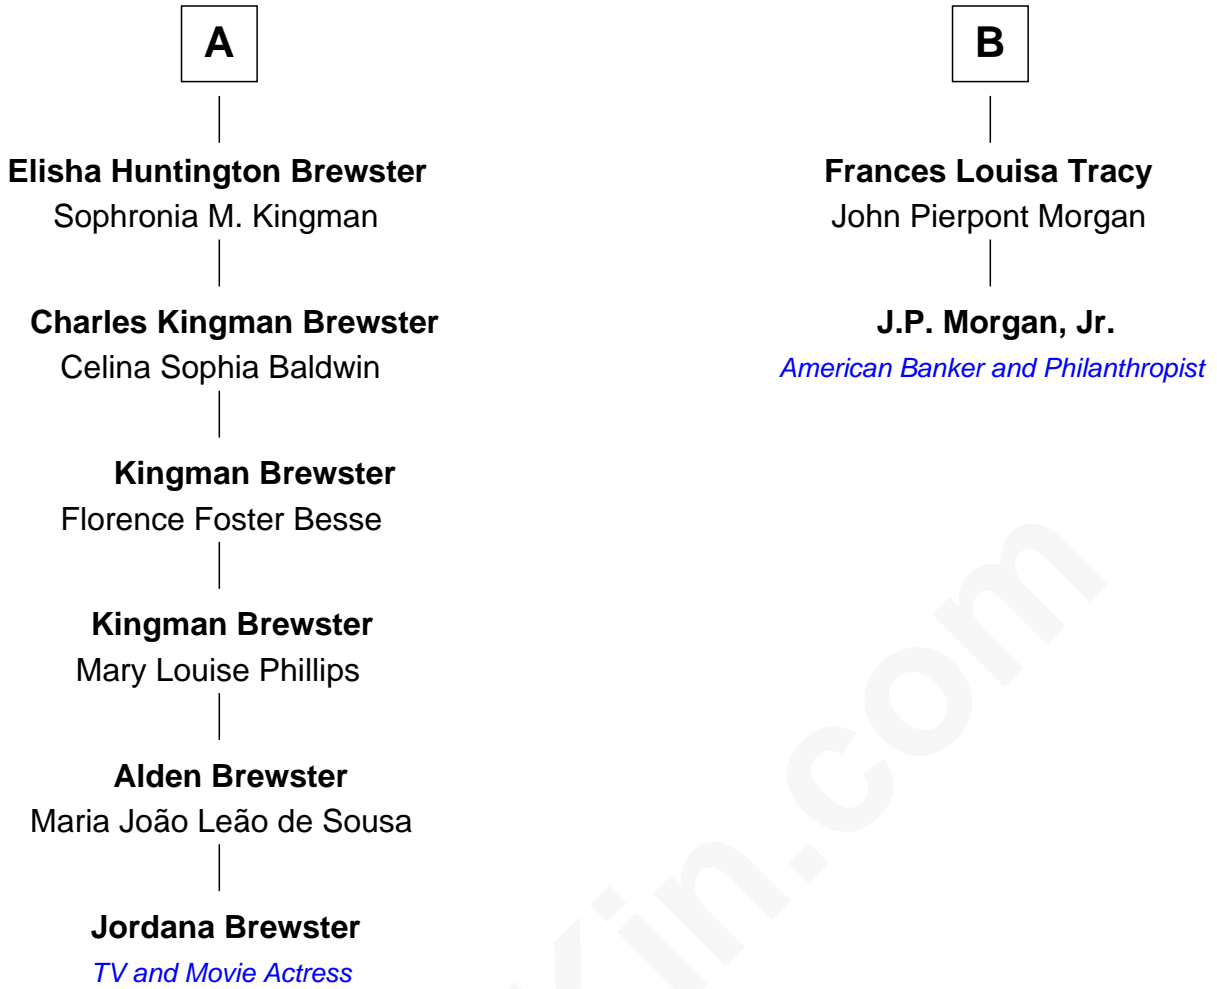 A
Elisha Huntington Brewster
Sophronia M. Kingman
Charles Kingman Brewster
Celina Sophia Baldwin
Kingman Brewster
Florence Foster Besse
Kingman Brewster
Mary Louise Phillips
Alden Brewster
Maria João Leão de Sousa
Jordana Brewster
TV and Movie Actress
B
Frances Louisa Tracy
John Pierpont Morgan
J.P. Morgan, Jr.
American Banker and Philanthropist
Kin.com